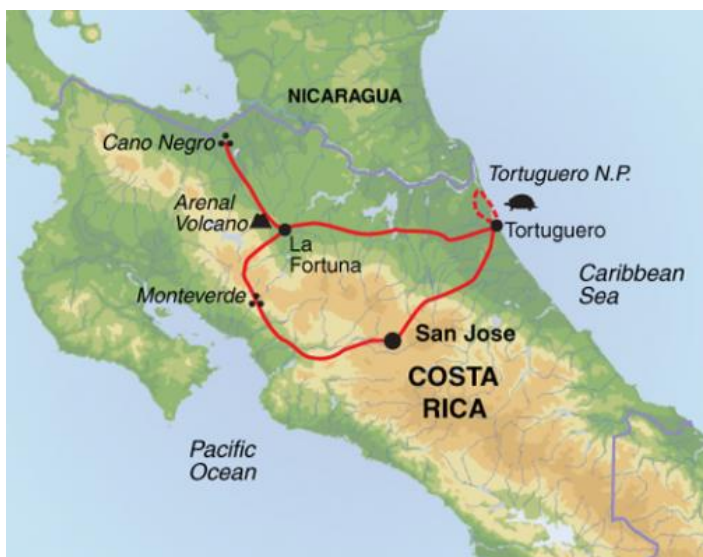 NICARAGUA
Cano Negro
Tortuguero N.P.
Arenal
Volcano
Tortuguero
La
Fortuna
Caribbean
Sea
Monteverde
San Jose
COSTA
RICA
Pacific
Ocean